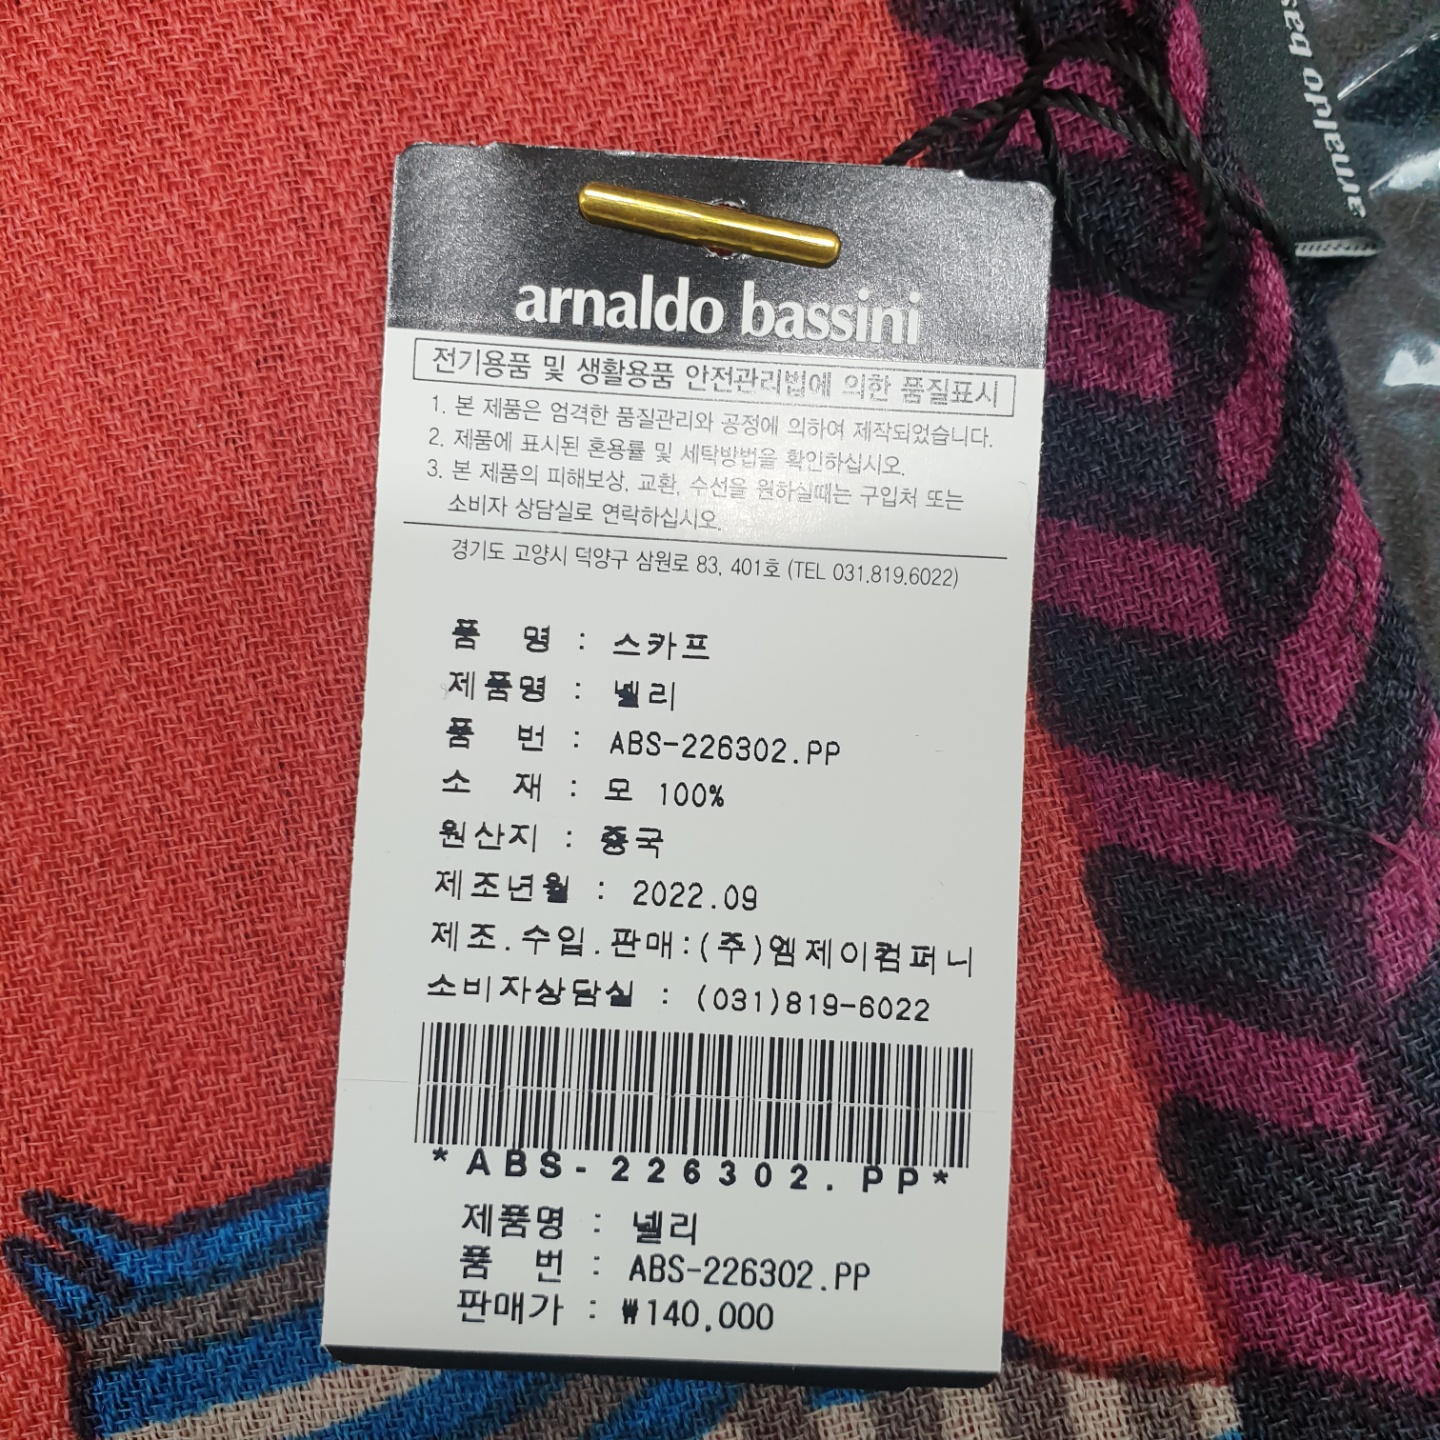 arnaldo bas
arnaldo bassini
전기용품 및 생활용품 안전관리법에 의한 품질표시
1. 본 제품은 엄격한 품질관리와 공정에 의하여 제작되었습니다.
2. 제품에 표시된 혼용률 및 세탁방법을 확인하십시오.
3. 본 제품의 피해보상, 교환, 수선을 원하실때는 구입처 또는
소비자 상담실로 연락하십시오.
경기도 고양시 덕양구 삼원로 83, 401호 (TEL 031.819.6022)
품 명 : 스카프
제품명 : 넬리
품 번 : ABS-226302.PP
소 재 : 모 100%
원산지 : 중국
제조년월 : 2022.09
제조.수입.판매:(주)엠제이컴퍼니
소비자상담실 : (031)819-6022
*ABS-226302.PP*
제품명 : 넬리
품 번 : ABS-226302.PP
판매가 : ₩140,000